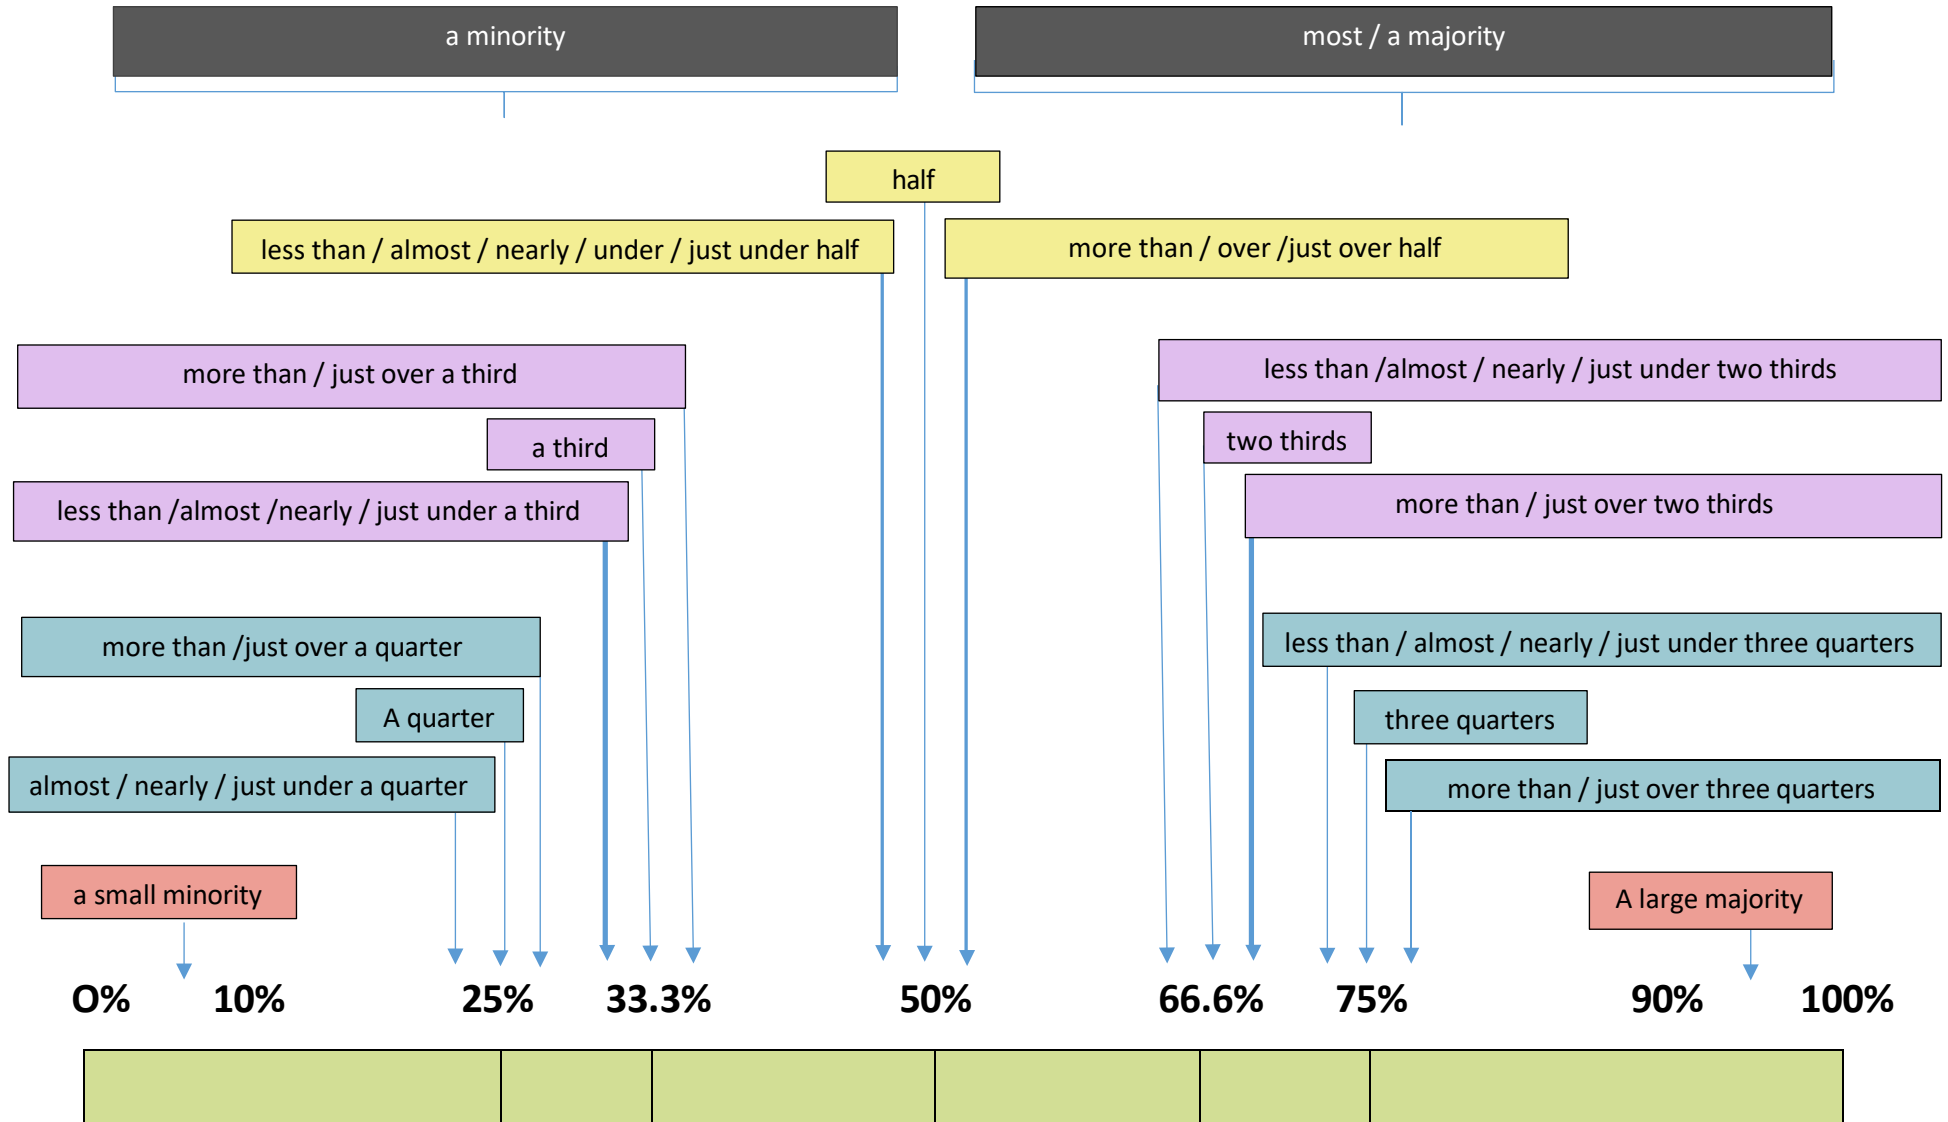 a minority
most / a majority
half
less than / almost / nearly / under / just under half
more than / over /just over half
more than / just over a third
less than /almost / nearly / just under two thirds
a third
two thirds
less than /almost /nearly / just under a third
more than / just over two thirds
more than /just over a quarter
less than / almost / nearly / just under three quarters
A quarter
three quarters
almost / nearly / just under a quarter
more than / just over three quarters
a small minority
A large majority
O% 10% 25% 33.3% 50% 66.6% 75% 90% 100%